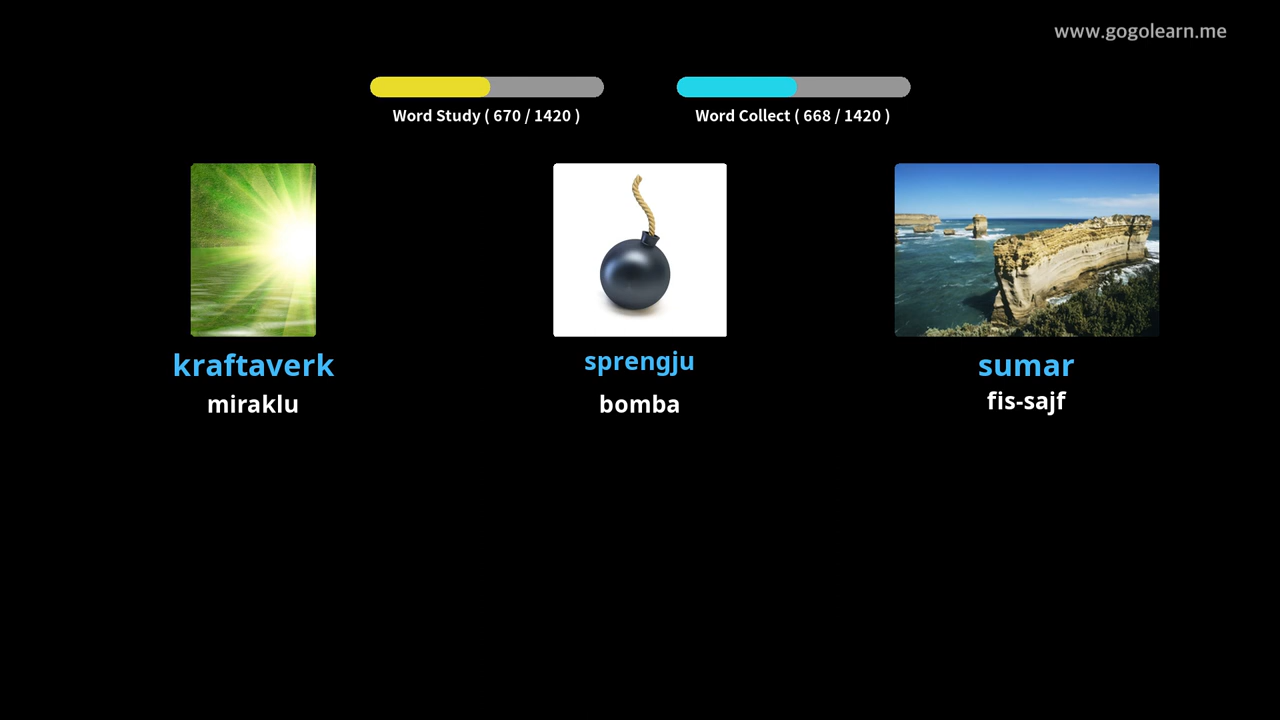 www.gogolearn.me
Word Study ( 670 / 1420 )
Word Collect ( 668 / 1420 )
kraftaverk
sprengju
sumar
miraklu
bomba
fis-sajf